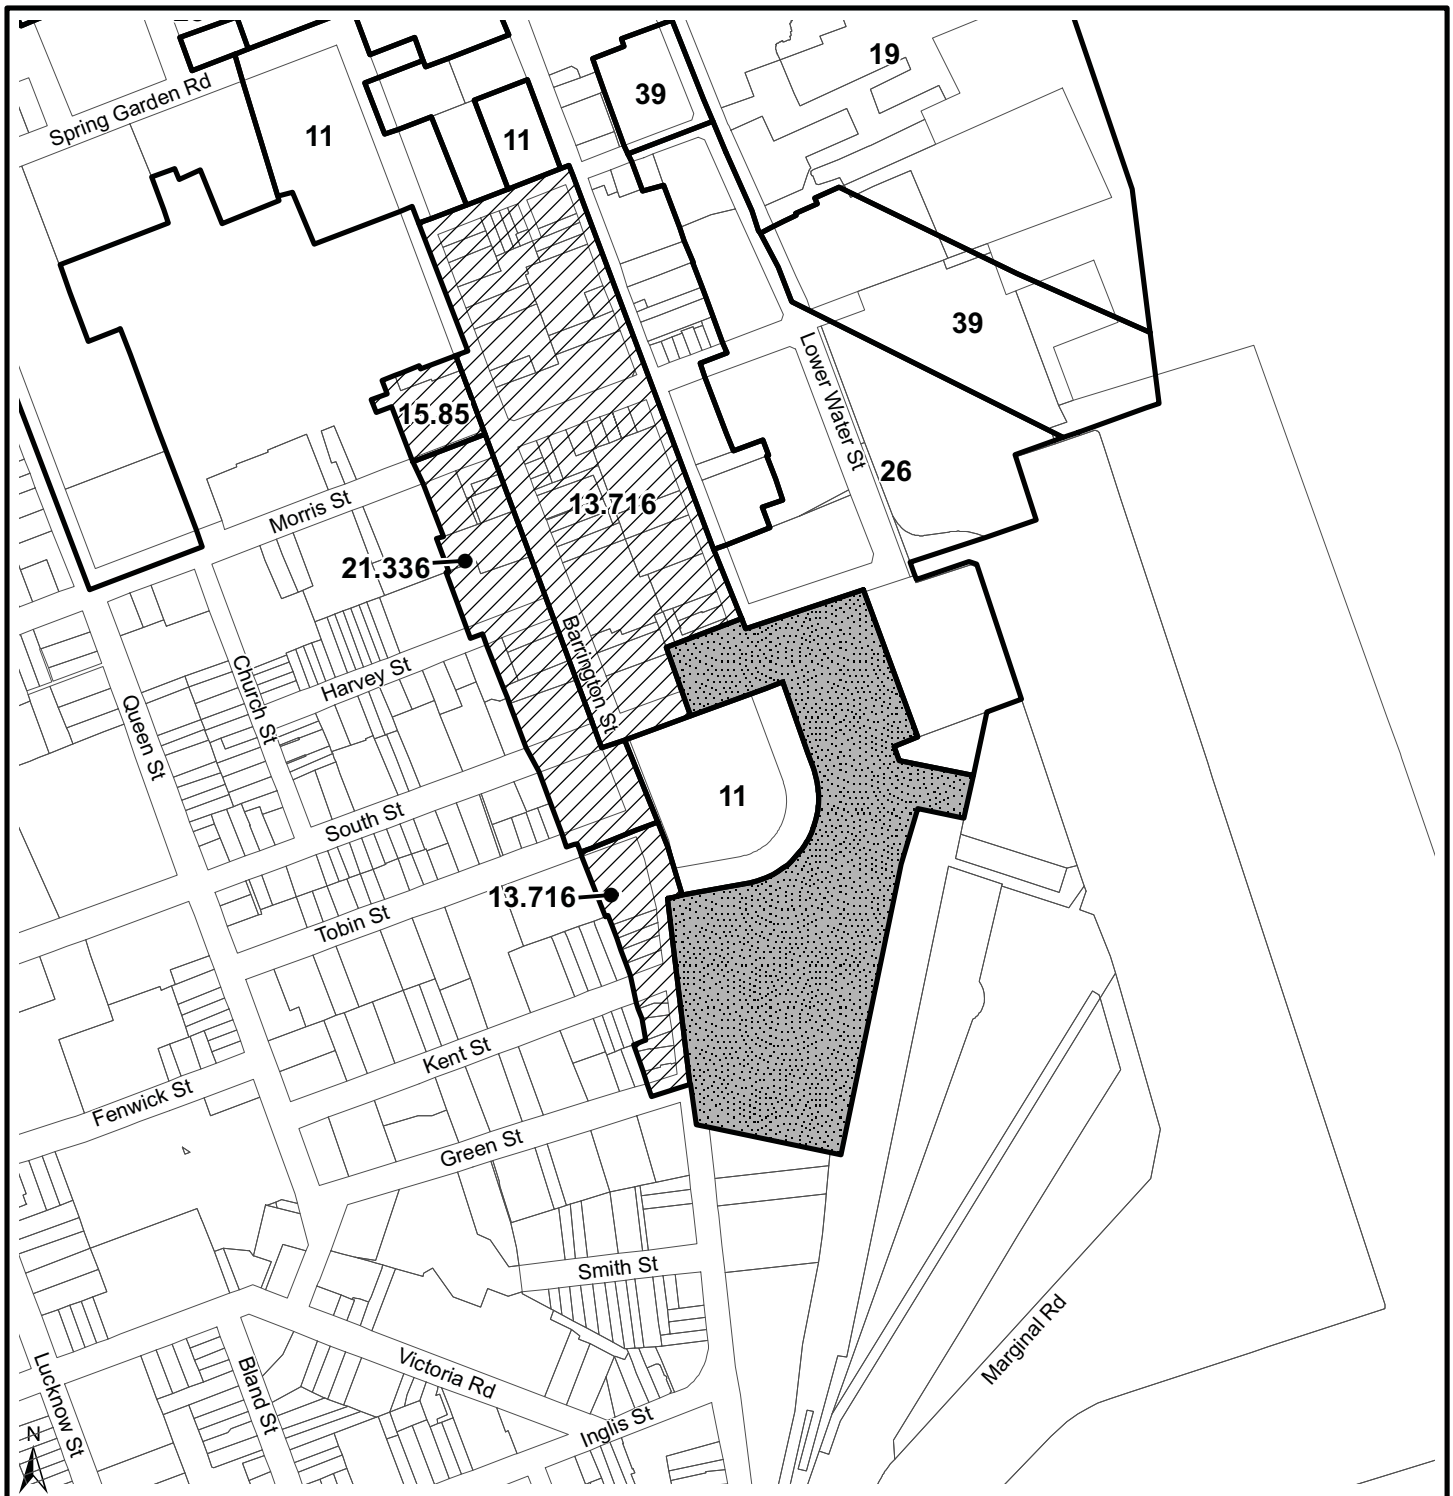 19
39
Spring Garden Rd
11
11
39
Lower Water St
15.85
26
13.716
Morris St
21.336
Barrington St
Church St
Harvey St
Queen St
11
South St
13.716
Tobin St
Kent St
Fenwick St
Green St
Smith St
Marginal Rd
Victoria Rd
Lucknow St
Bland St
Inglis St
N